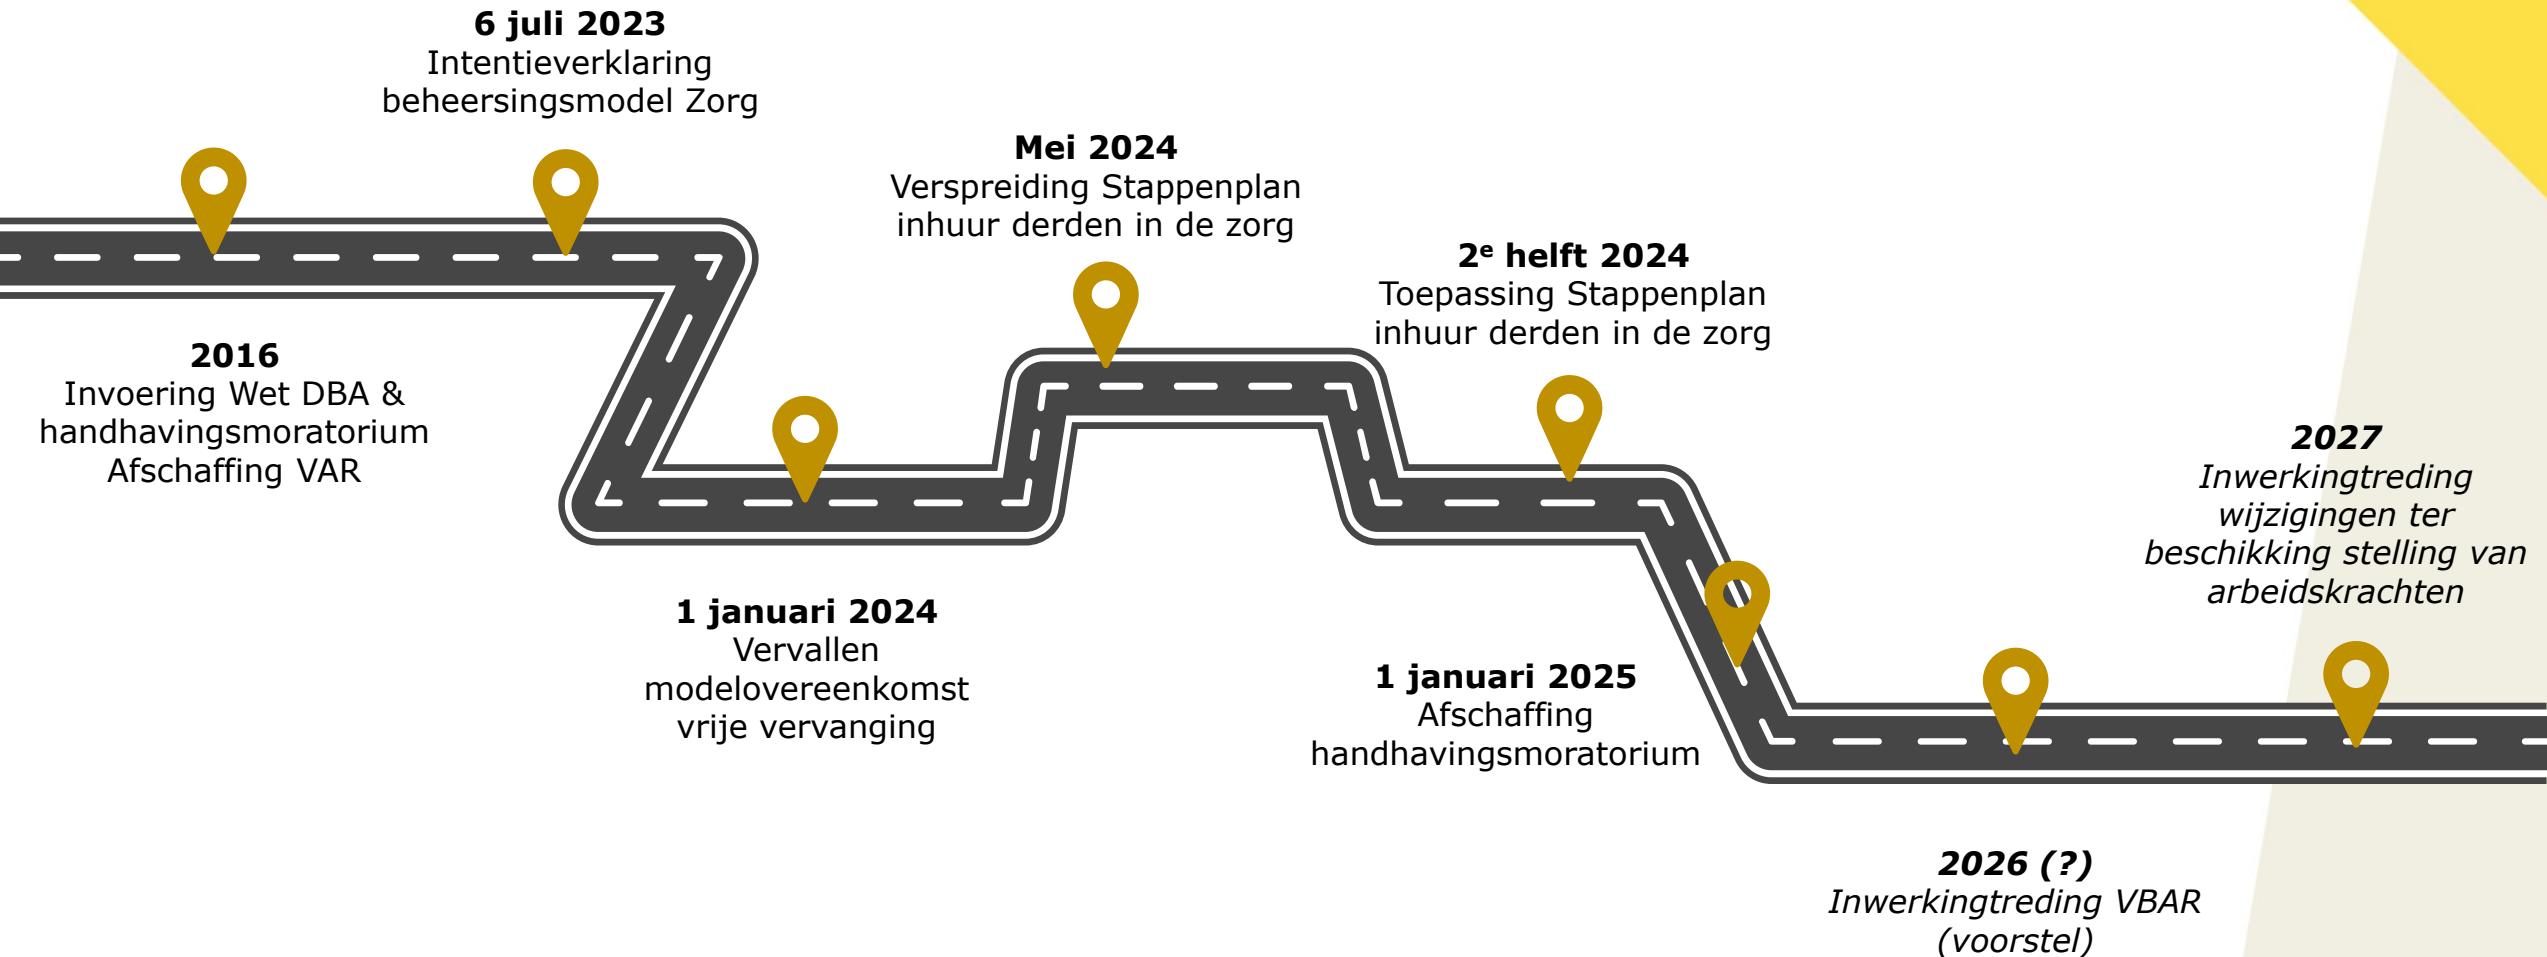 6 juli 2023
Intentieverklaring
beheersingsmodel Zorg
2016
Invoering Wet DBA &
handhavingsmoratorium
Afschaffing VAR
1 januari 2024
Vervallen
modelovereenkomst
vrije vervanging
Mei 2024
Verspreiding Stappenplan
inhuur derden in de zorg
2e helft 2024
Toepassing Stappenplan
inhuur derden in de zorg
1 januari 2025
Afschaffing
handhavingsmoratorium
2026 (?)
Inwerkingtreding VBAR
(voorstel)
2027
Inwerkingtreding
wijzigingen ter
beschikking stelling van
arbeidskrachten